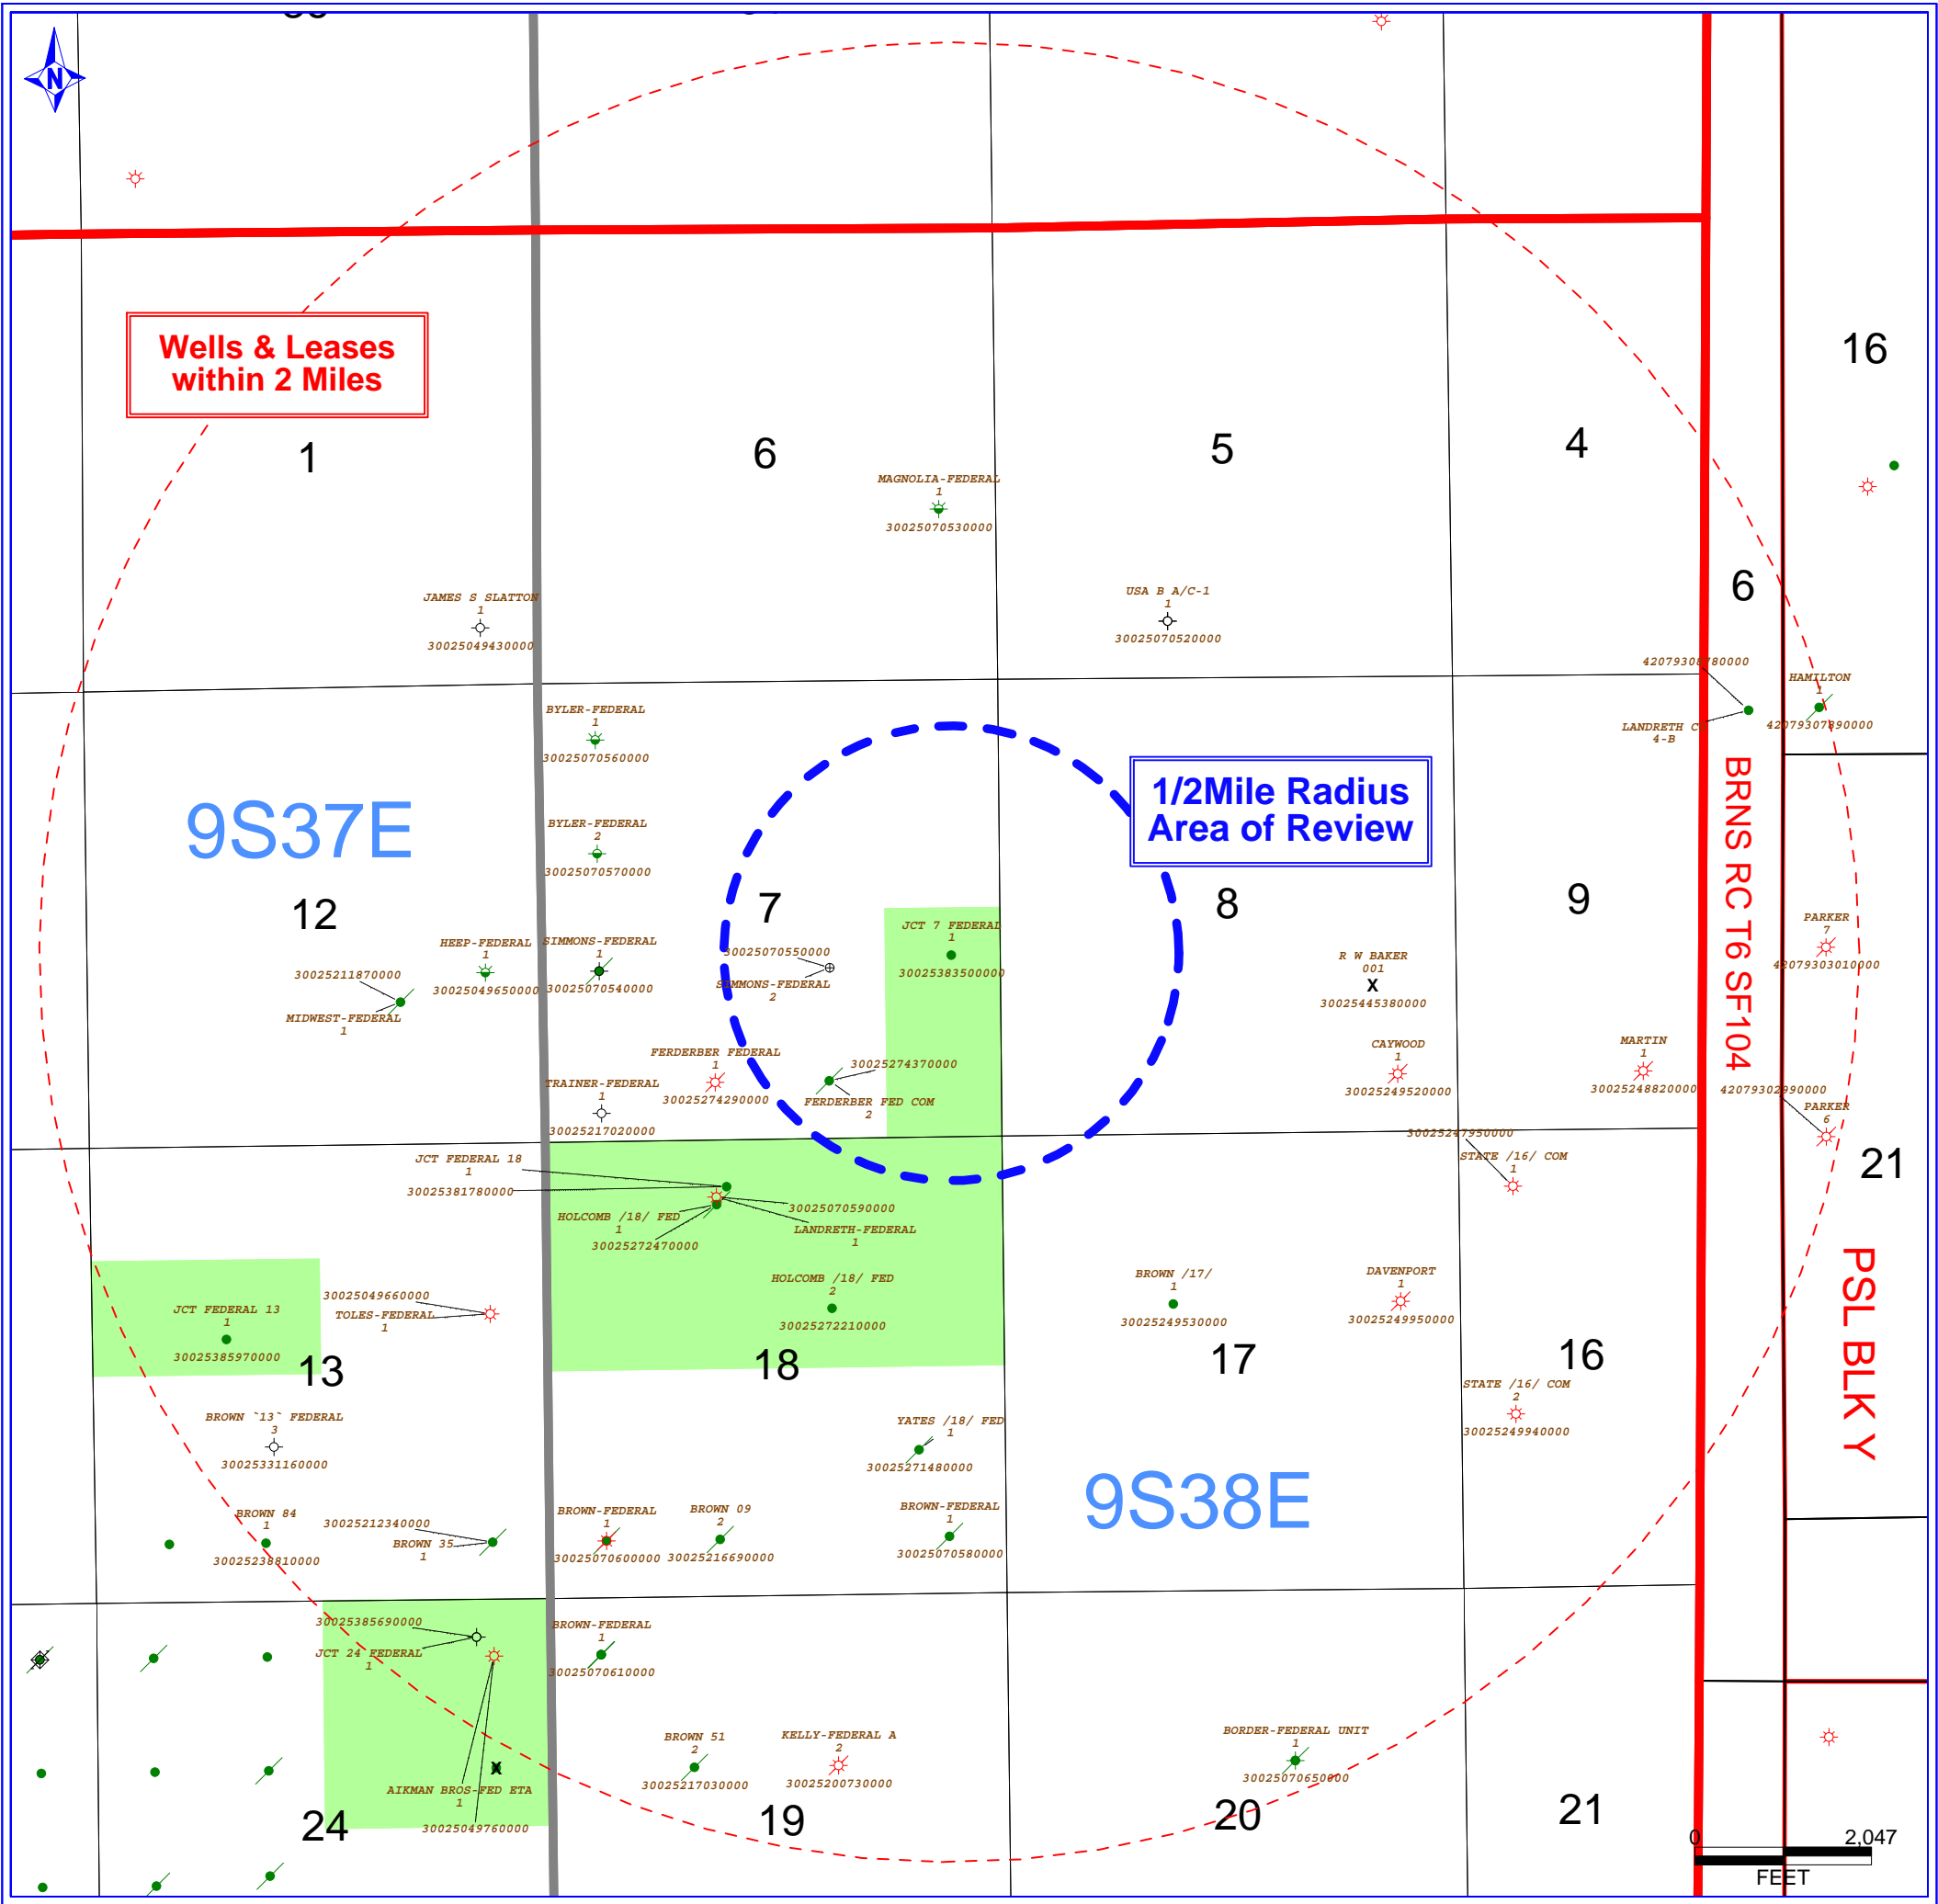 N
Wells & Leases
within 2 Miles
16
1
6
5
4
MAGNOLIA-FEDERAL
1
30025070530000
JAMES S SLATTON
1
30025049430000
USA B A/C-1
1
30025070520000
6
42079308780000
LANDRETH C
4-B
HAMILTON
1
42079307890000
BYLER-FEDERAL
1
30025070560000
1/2Mile Radius
Area of Review
9S37E
BYLER-FEDERAL
2
30025070570000
BRNS RC T6 SF104
12
7
8
9
HEEP-FEDERAL
1
30025049650000
SIMMONS-FEDERAL
1
30025070540000
30025070550000
SIMMONS-FEDERAL
2
JCT 7 FEDERAL
1
30025383500000
R W BAKER
001
X
30025445380000
PARKER
7
42079303010000
30025211870000
MIDWEST-FEDERAL
1
FERDERBER FEDERAL
1
30025274290000
30025274370000
FERDERBER FED COM
2
CAYWOOD
1
30025249520000
MARTIN
1
30025248820000
42079302990000
PARKER
6
TRAINER-FEDERAL
1
30025217020000
30025247950000
STATE /16/ COM
1
21
JCT FEDERAL 18
1
30025381780000
HOLCOMB /18/ FED
1
30025272470000
30025070590000
LANDRETH-FEDERAL
1
PSL BLK Y
HOLCOMB /18/ FED
2
30025272210000
BROWN /17/
1
30025249530000
DAVENPORT
1
30025249950000
JCT FEDERAL 13
1
30025385970000
30025049660000
TOLES-FEDERAL
1
13
18
17
16
STATE /16/ COM
2
30025249940000
BROWN `13` FEDERAL
3
30025331160000
YATES /18/ FED
1
30025271480000
9S38E
BROWN 84
1
30025238810000
30025212340000
BROWN 35
1
BROWN-FEDERAL
1
30025070600000
BROWN 09
2
30025216690000
BROWN-FEDERAL
1
30025070580000
30025385690000
JCT 24 FEDERAL
1
BROWN-FEDERAL
1
30025070610000
X
AIKMAN BROS-FED ETA
1
30025049760000
BROWN 51
2
30025217030000
KELLY-FEDERAL A
2
30025200730000
BORDER-FEDERAL UNIT
1
30025070650000
24
19
20
21
0 2,047
FEET